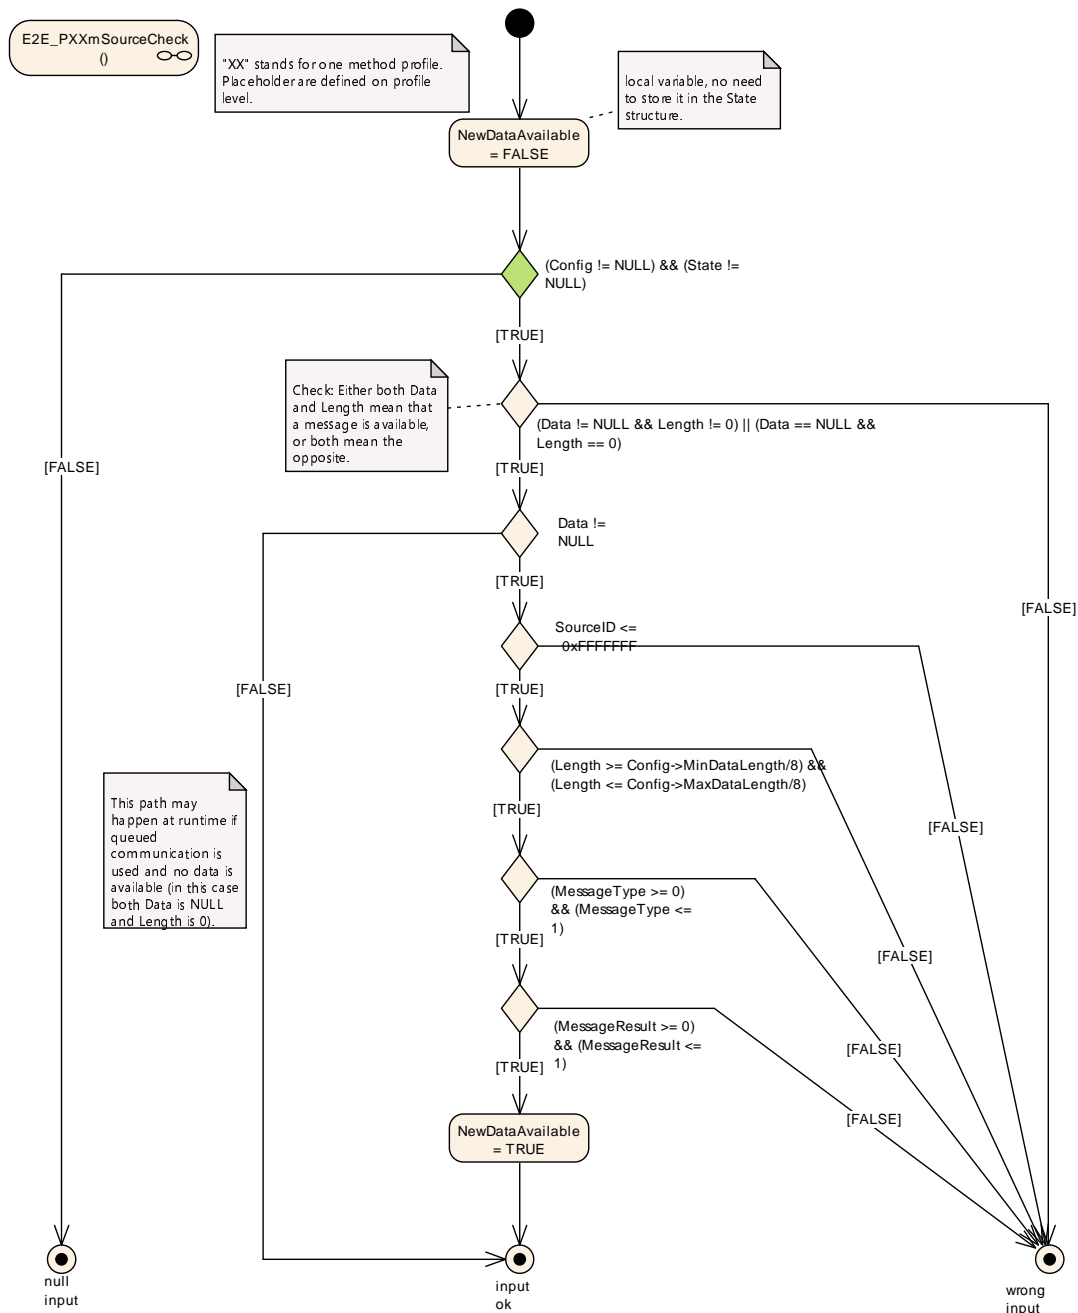 E2E_PXXmSourceCheck
()
"XX" stands for one method profile.
Placeholder are defined on profile
level.
local variable, no need
to store it in the State
structure.
NewDataAvailable
= FALSE
(Config != NULL) && (State !=
NULL)
[TRUE]
Check: Either both Data
and Length mean that
a message is available,
or both mean the
opposite.
(Data != NULL && Length != 0) || (Data == NULL &&
Length == 0)
[FALSE]
[TRUE]
Data !=
NULL
[TRUE]
[FALSE]
SourceID <=
0xFFFFFFF
[FALSE]
[TRUE]
(Length >= Config->MinDataLength/8) &&
(Length <= Config->MaxDataLength/8)
This path may
happen at runtime if
queued
communication is
used and no data is
available (in this case
both Data is NULL
and Length is 0).
[TRUE]
[FALSE]
(MessageType >= 0)
&& (MessageType <=
1)
[TRUE]
[FALSE]
(MessageResult >= 0)
&& (MessageResult <=
1)
[FALSE]
[TRUE]
[FALSE]
NewDataAvailable
= TRUE
null
input
input
ok
wrong
input